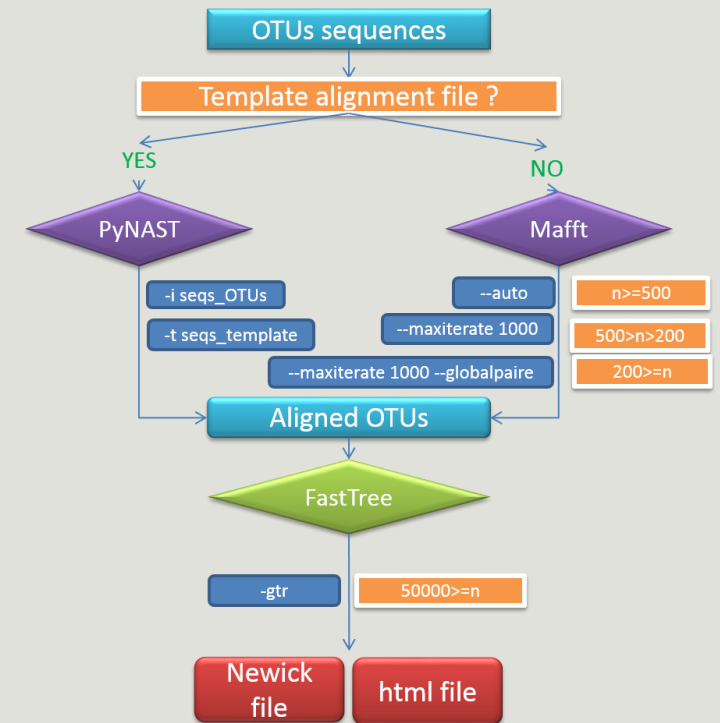 OTUs sequences
Template alignment file ?
YES
NO
PyNAST
Mafft
-i seqs_OTUs
--auto
n>=500
-t seqs_template
--maxiterate 1000
500>n>200
--maxiterate 1000 --globalpaire
200>=n
Aligned OTUs
FastTree
-gtr
50000>=n
Newick
file
html file